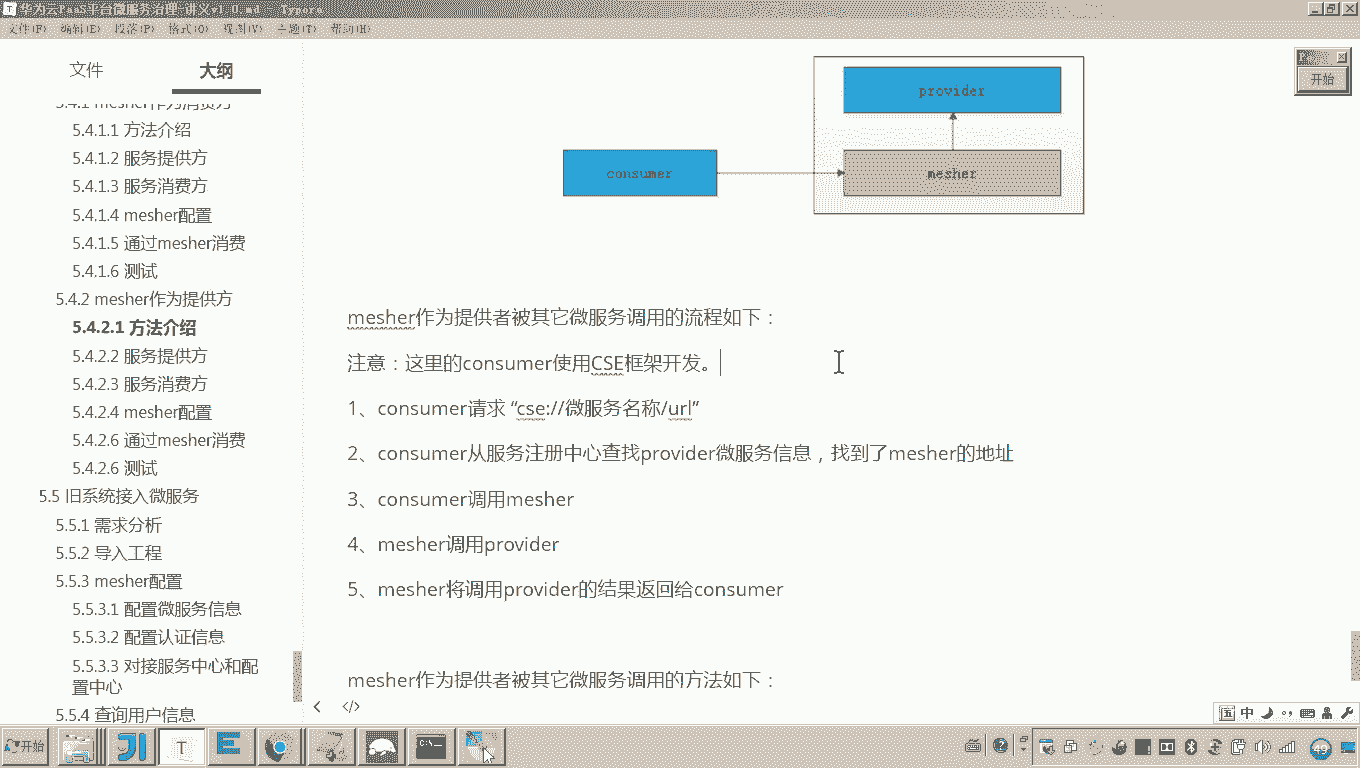 华为云PaaS平台微服务治理-讲义v1.0.md - Typora
文件(F) 编辑(E) 段落(P) 格式(O) 视图(V) 主题(T) 帮助(H)
文件 大纲
5.4.1 mesher作为消费方
5.4.1.1 方法介绍
5.4.1.2 服务提供方
5.4.1.3 服务消费方
5.4.1.4 mesher配置
5.4.1.5 通过mesher消费
5.4.1.6 测试
5.4.2 mesher作为提供方
5.4.2.1 方法介绍
5.4.2.2 服务提供方
5.4.2.3 服务消费方
5.4.2.4 mesher配置
5.4.2.6 通过mesher消费
5.4.2.6 测试
5.5 旧系统接入微服务
5.5.1 需求分析
5.5.2 导入工程
5.5.3 mesher配置
5.5.3.1 配置微服务信息
5.5.3.2 配置认证信息
5.5.3.3 对接服务中心和配
置中心
5.5.4 查询用户信息
provider
consumer
mesher
mesher作为提供者被其它微服务调用的流程如下：
注意：这里的consumer使用CSE框架开发。
1、consumer请求 “cse://微服务名称/url”
2、consumer从服务注册中心查找provider微服务信息，找到了mesher的地址
3、consumer调用mesher
4、mesher调用provider
5、mesher将调用provider的结果返回给consumer
mesher作为提供者被其它微服务调用的方法如下：
开始
五 中
开始
49